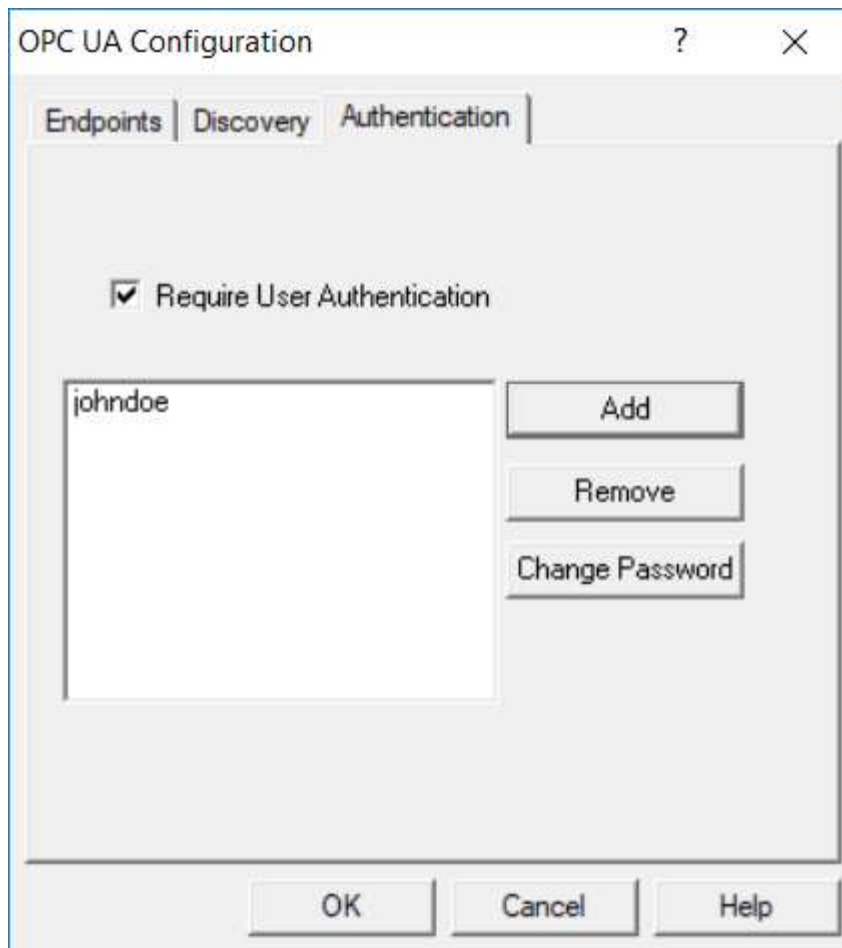 OPC UA Configuration ?
Endpoints Discovery Authentication
Require User Authentication
johndoe
Add
Remove
Change Password
OK Cancel Help